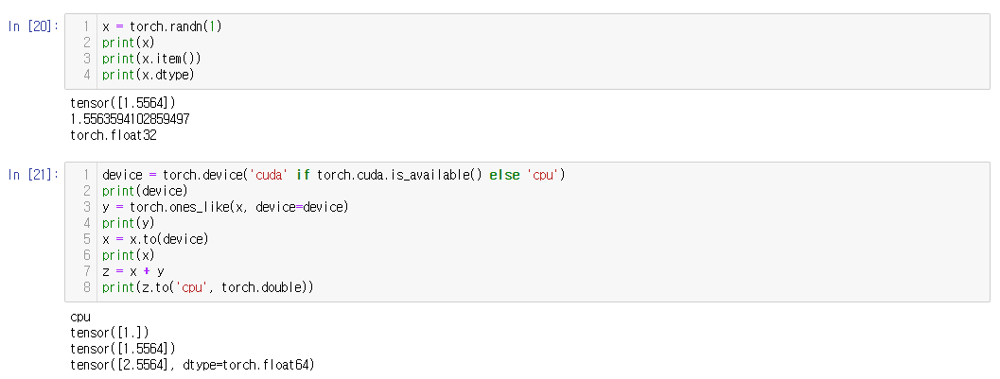 In [20]:
1 x = torch.randn(1)
2 print(x)
3 print(x.item())
4 print(x.dtype)
tensor([1.5564])
1.5563594102859497
torch.float32
In [21]:
1 device = torch.device('cuda' if torch.cuda.is_available() else 'cpu')
2 print(device)
3 y = torch.ones_like(x, device=device)
4 print(y)
5 x = x.to(device)
6 print(x)
7 z = x + y
8 print(z.to('cpu', torch.double))
cpu
tensor([1.])
tensor([1.5564])
tensor([2.5564], dtype=torch.float64)